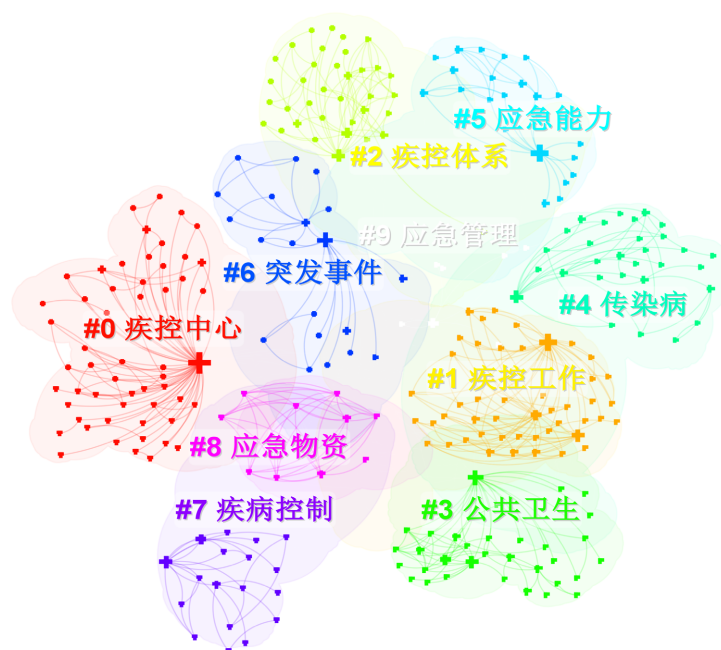 #5 应急能力
#2 疾控体系
#9 应急管理
#6 突发事件
#4 传染病
#0 疾控中心
#1 疾控工作
#8 应急物资
#7 疾病控制
#3 公共卫生